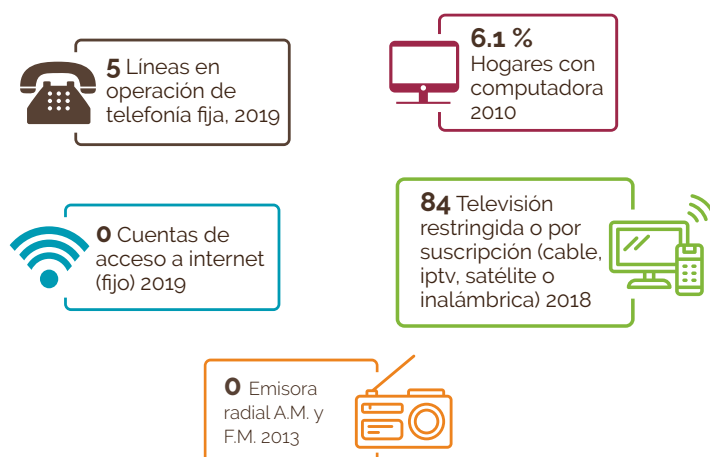 5 Líneas en
operación de
telefonía fija, 2019
6.1 %
Hogares con
computadora
2010
0 Cuentas de
acceso a internet
(fijo) 2019
84 Televisión
restringida o por
suscripción (cable,
iptv, satélite o
inalámbrica) 2018
0 Emisora
radial A.M. y
F.M. 2013